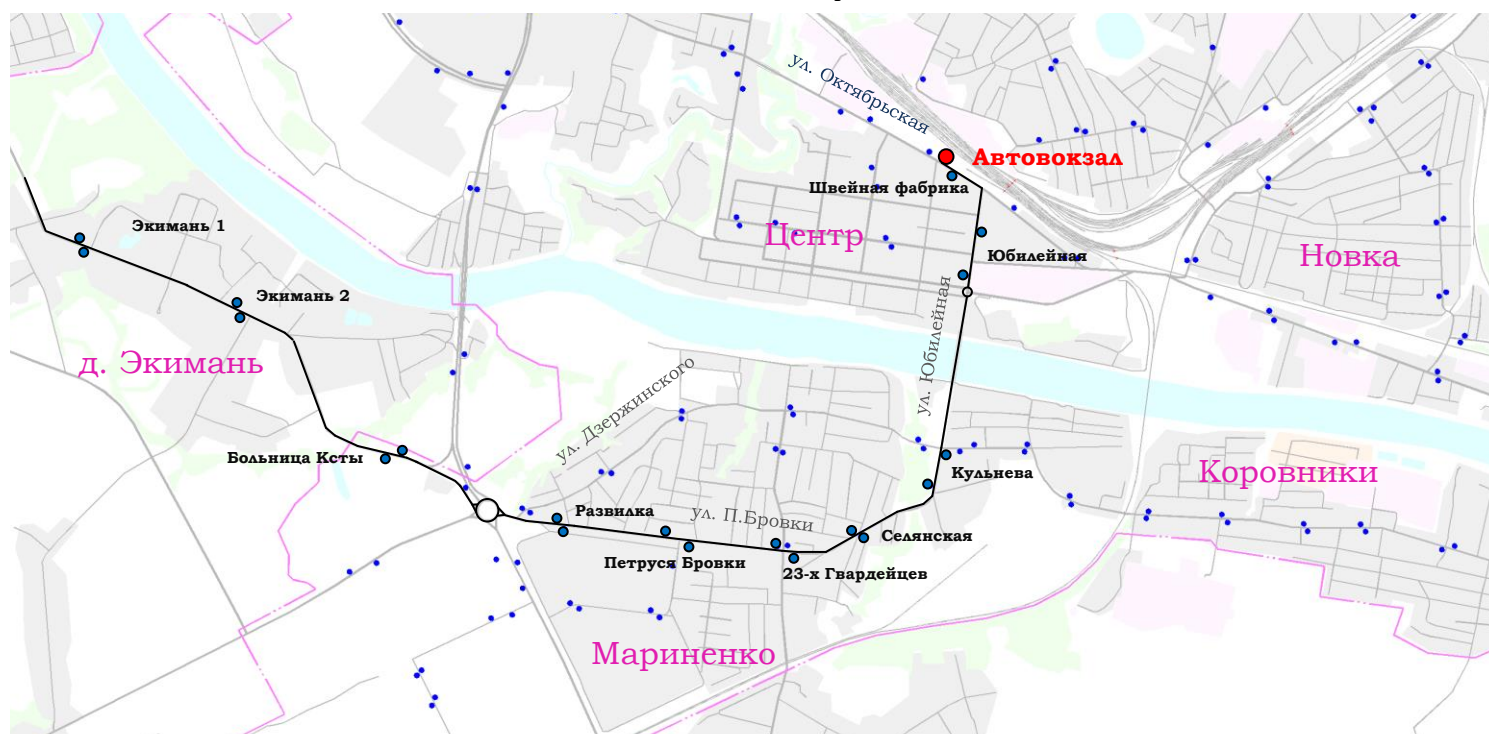 ул. Октябрьская
Автовокзал
Швейная фабрика
Экимань 1
Центр
Юбилейная
Новка
Экимань 2
ул. Юбилейная
д. Экимань
ул. Дзержинского
Больница Ксты
Кульнева
Коровники
Развилка
ул. П.Бровки
Селянская
Петруся Бровки
23-х Гвардейцев
Мариненко